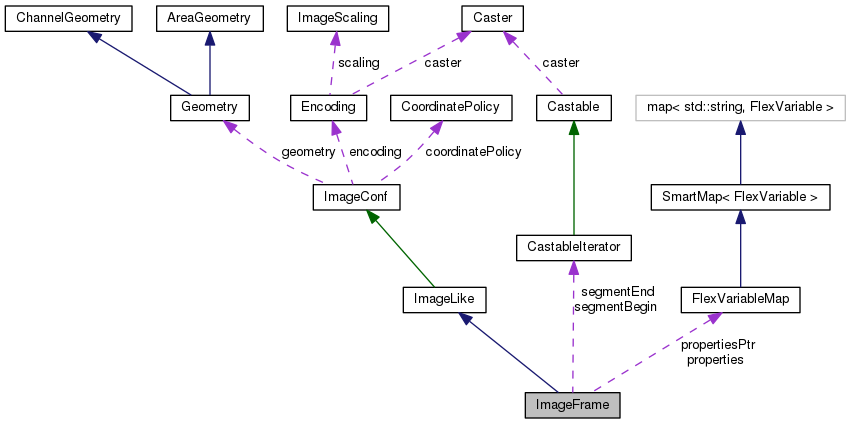 ChannelGeometry
AreaGeometry
ImageScaling
Caster
scaling
caster
caster
Geometry
Encoding
CoordinatePolicy
Castable
map< std::string, FlexVariable >
geometry
encoding
coordinatePolicy
ImageConf
SmartMap< FlexVariable >
CastableIterator
ImageLike
segmentEnd
segmentBegin
FlexVariableMap
propertiesPtr
properties
ImageFrame